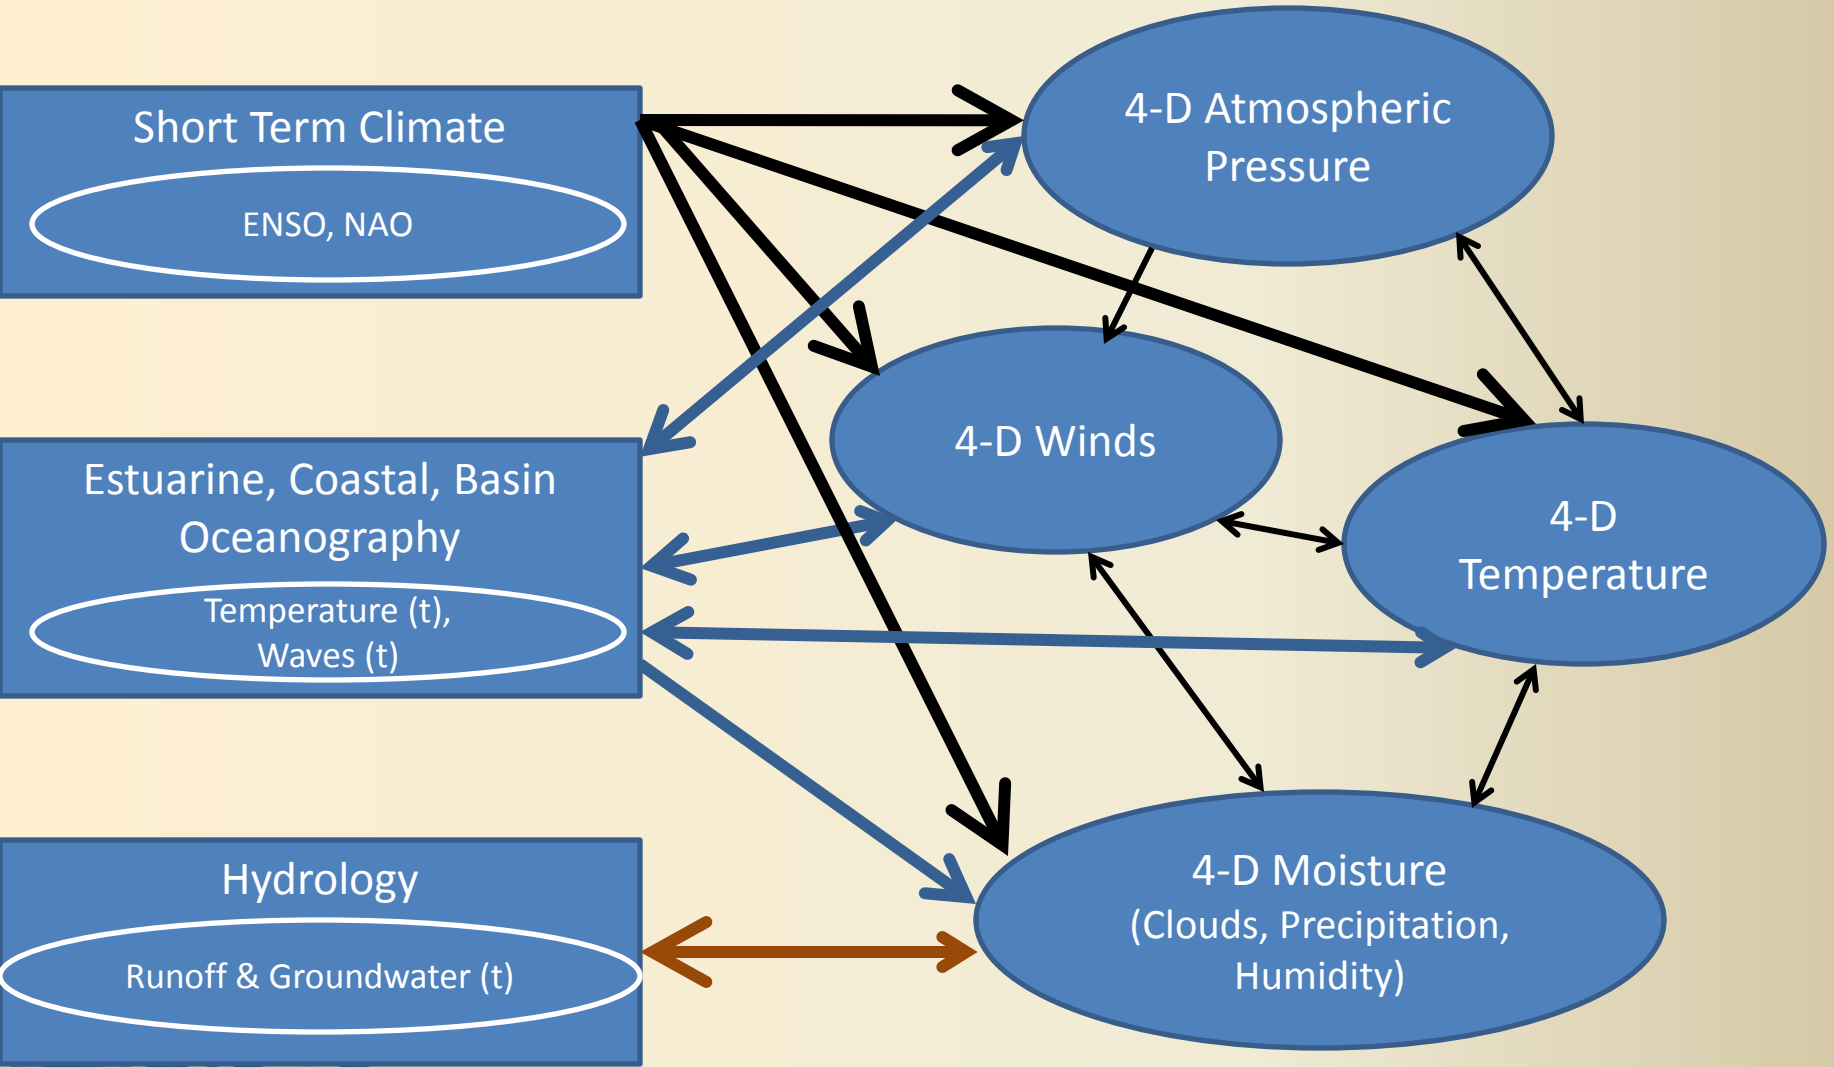 Short Term Climate
ENSO, NAO
Estuarine, Coastal, Basin
Oceanography
Temperature (t),
Waves (t)
Hydrology
Runoff & Groundwater (t)
4-D Atmospheric
Pressure
4-D Winds
4-D
Temperature
4-D Moisture
(Clouds, Precipitation,
Humidity)